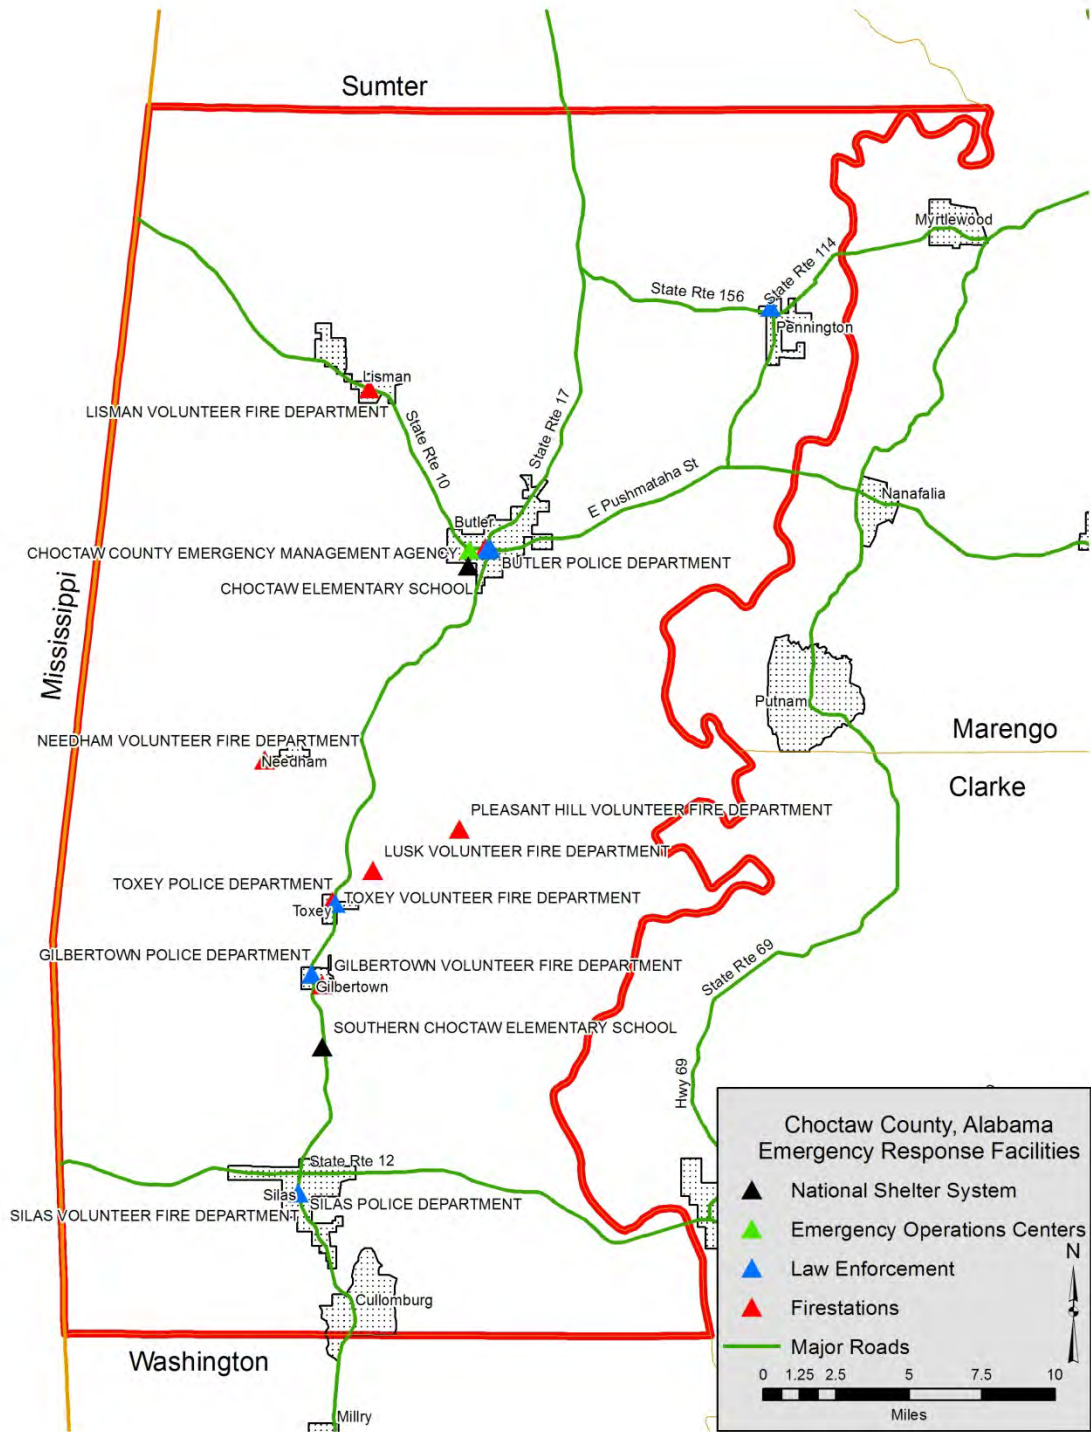 Sumter
Myrtlewood
State Rte 114
State Rte 156
Pennington
Lisman
LISMAN VOLUNTEER FIRE DEPARTMENT
State Rte 10
State Rte 17
E Pushmataha St
Nanafalia
Butler
CHOCTAW COUNTY EMERGENCY MANAGEMENT AGENCY
BUTLER POLICE DEPARTMENT
CHOCTAW ELEMENTARY SCHOOL
Mississippi
Putnam
NEEDHAM VOLUNTEER FIRE DEPARTMENT
Needham
Marengo
Clarke
PLEASANT HILL VOLUNTEER FIRE DEPARTMENT
LUSK VOLUNTEER FIRE DEPARTMENT
TOXEY POLICE DEPARTMENT
TOXEY VOLUNTEER FIRE DEPARTMENT
Toxey
GILBERTOWN POLICE DEPARTMENT
GILBERTOWN VOLUNTEER FIRE DEPARTMENT
Gilbertown
State Rte 69
SOUTHERN CHOCTAW ELEMENTARY SCHOOL
Hwy 69
State Rte 12
Silas
SILAS POLICE DEPARTMENT
SILAS VOLUNTEER FIRE DEPARTMENT
Cullomburg
Washington
Millry
Choctaw County, Alabama
Emergency Response Facilities
National Shelter System
Emergency Operations Centers
N
Law Enforcement
Firestations
Major Roads
0 1.25 2.5 5 7.5 10
Miles